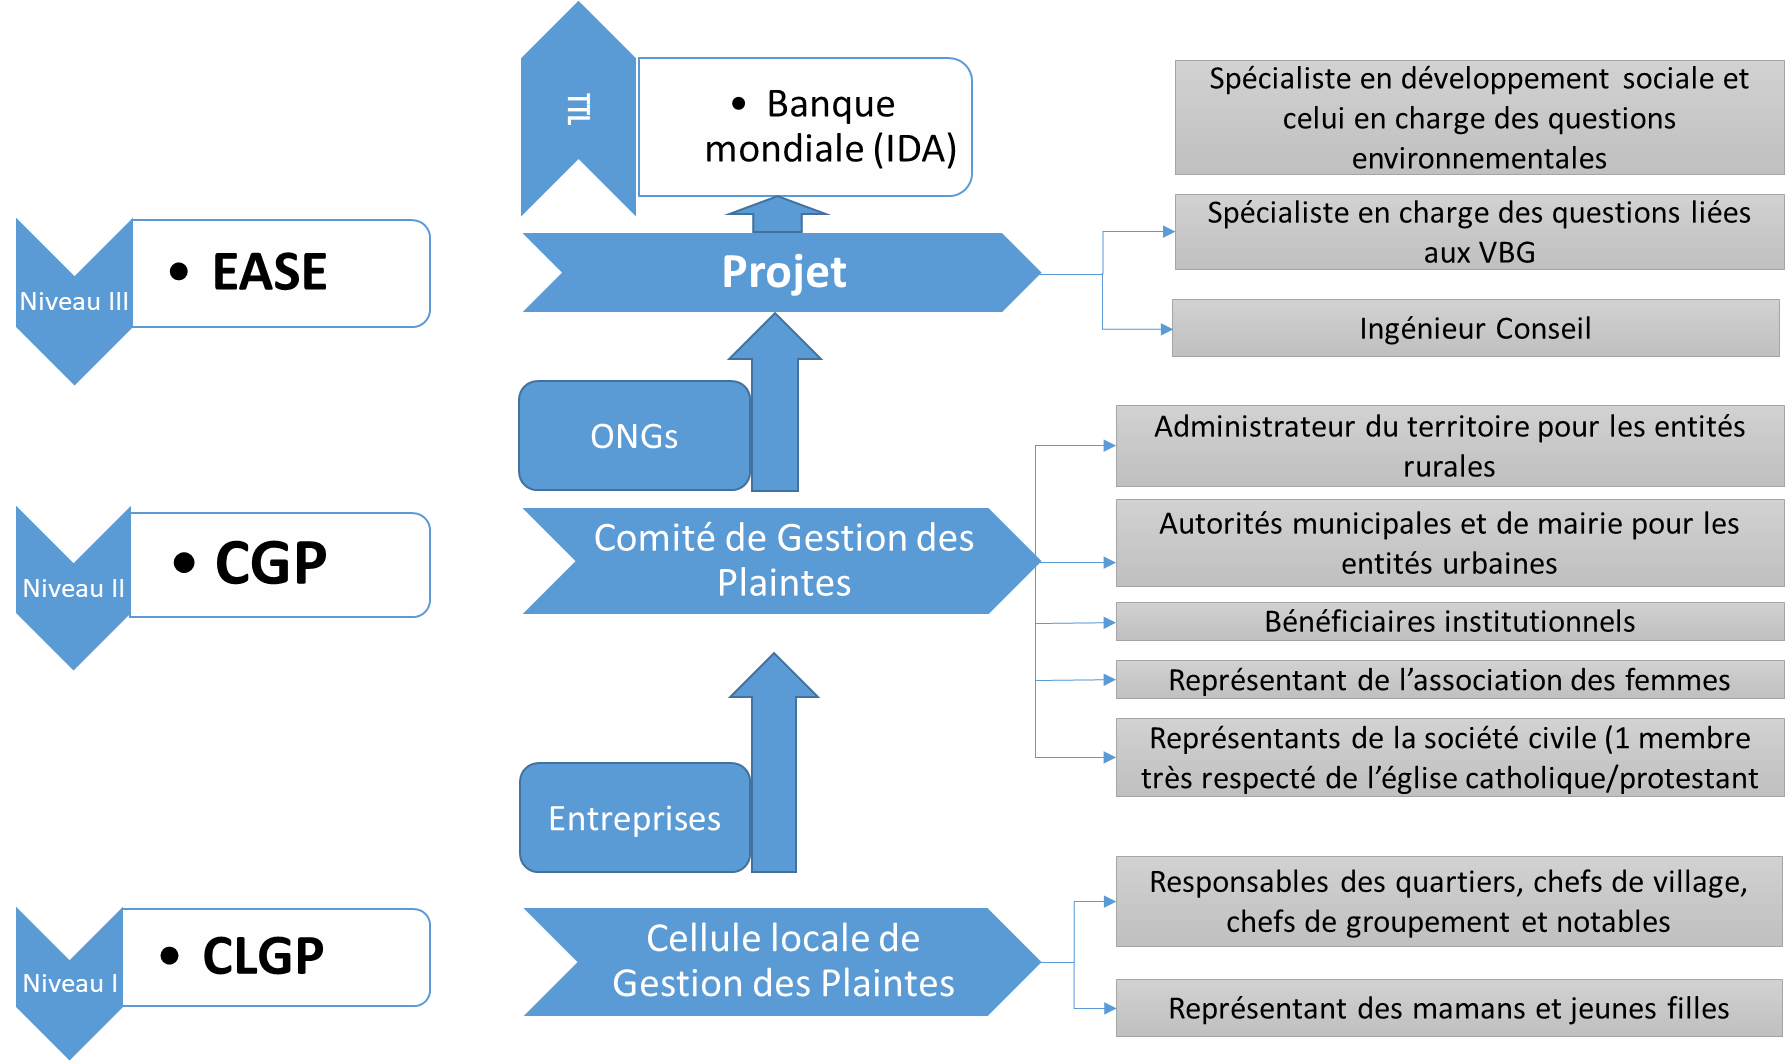 TTL
• Banque
mondiale (IDA)
Spécialiste en développement sociale et
celui en charge des questions
environnementales
Niveau III
• EASE
Projet
Spécialiste en charge des questions liées
aux VBG
Ingénieur Conseil
ONGs
Niveau II
• CGP
Comité de Gestion des
Plaintes
Administrateur du territoire pour les entités
rurales
Autorités municipales et de mairie pour les
entités urbaines
Bénéficiaires institutionnels
Représentant de l’association des femmes
Représentants de la société civile (1 membre
très respecté de l’église catholique/protestant
Entreprises
Niveau I
• CLGP
Cellule locale de
Gestion des Plaintes
Responsables des quartiers, chefs de village,
chefs de groupement et notables
Représentant des mamans et jeunes filles